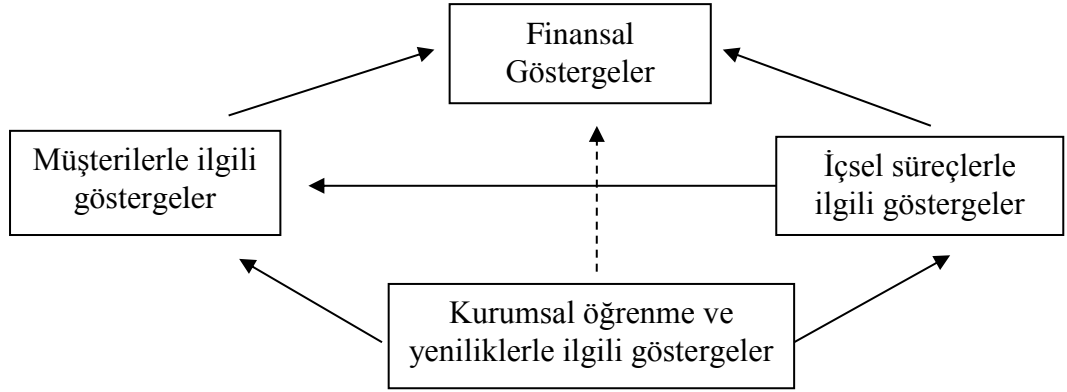 Finansal
Göstergeler
Müşterilerle ilgili
göstergeler
İçsel süreçlerle
ilgili göstergeler
Kurumsal öğrenme ve
yeniliklerle ilgili göstergeler